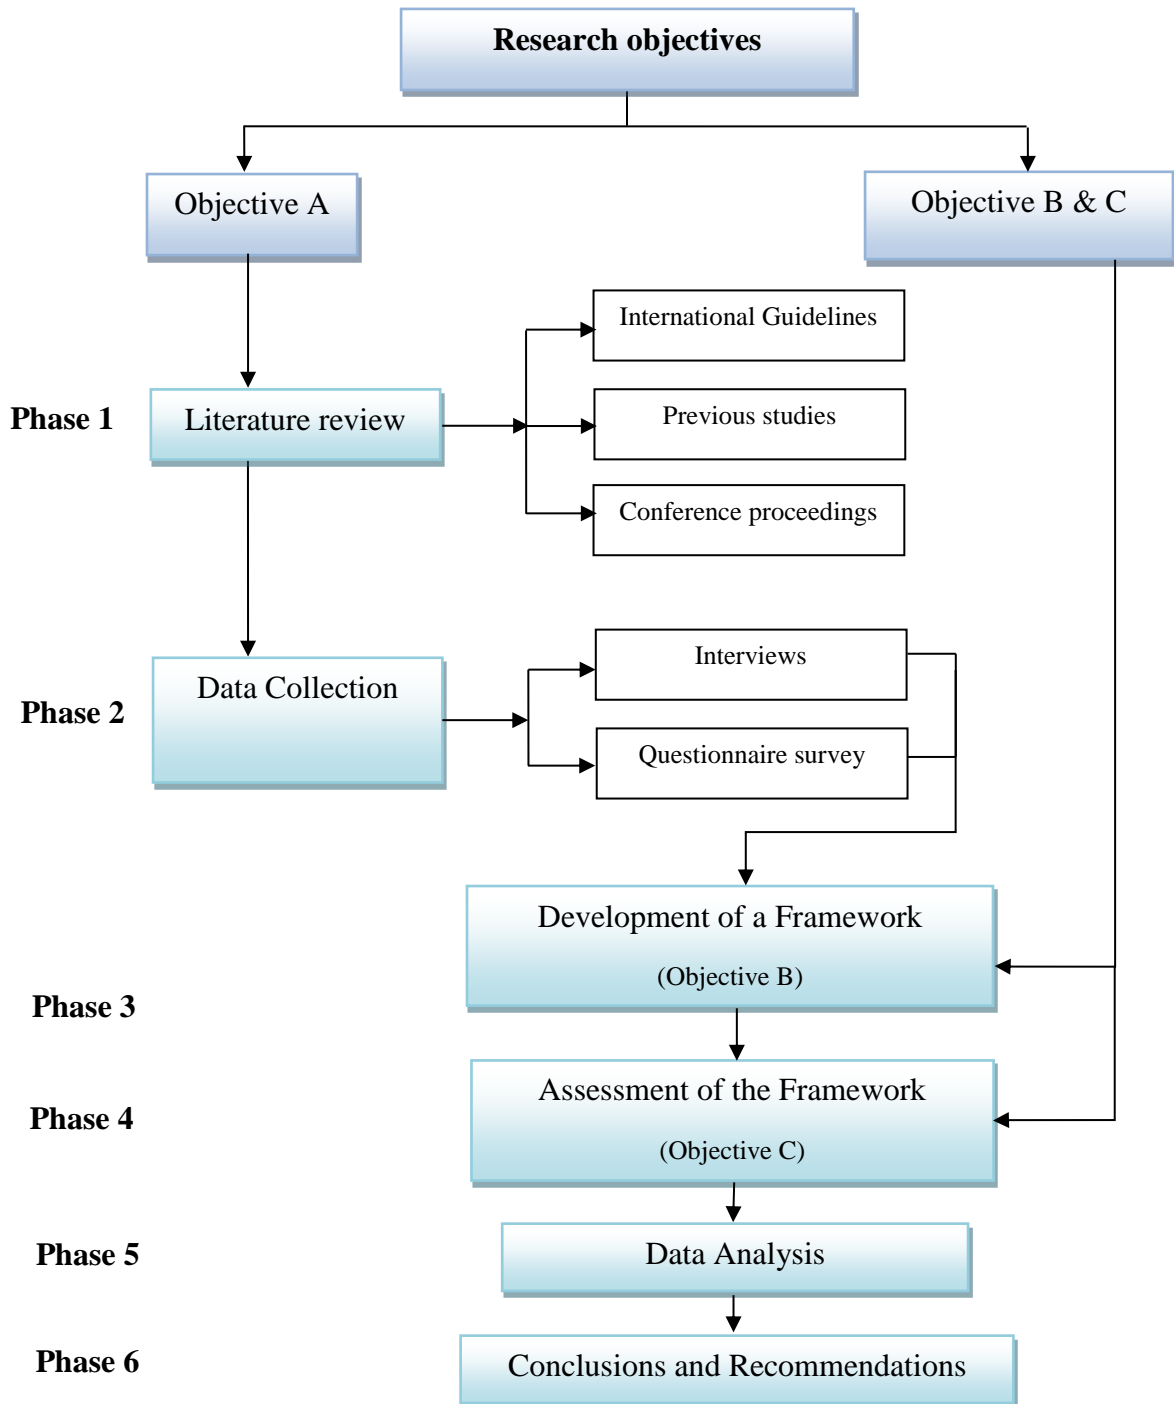 Research objectives
Objective A
Objective B & C
International Guidelines
Phase 1
Literature review
Previous studies
Conference proceedings
Phase 2
Data Collection
Interviews
Questionnaire survey
Development of a Framework
(Objective B)
Phase 3
Assessment of the Framework
Phase 4
(Objective C)
Phase 5
Data Analysis
Phase 6
Conclusions and Recommendations